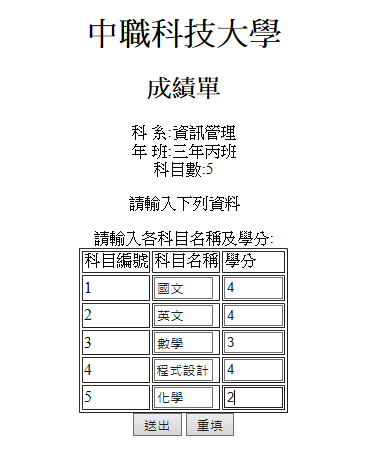 中職科技大學
成績單
科 系:資訊管理
年 班:三年丙班
科目數:5
請輸入下列資料
請輸入各科目名稱及學分:
科目編號 科目名稱 學分
1 國文 4
2 英文 4
3 數學 3
4 程式設計 4
5 化學 2
送出 重填